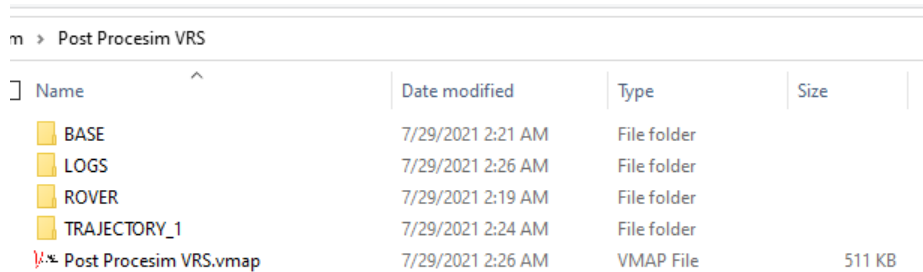 m > Post Procesim VRS
Name Date modified Type Size
BASE 7/29/2021 2:21 AM File folder
LOGS 7/29/2021 2:26 AM File folder
ROVER 7/29/2021 2:19 AM File folder
TRAJECTORY_1 7/29/2021 2:24 AM File folder
Post Procesim VRS.vmap 7/29/2021 2:26 AM VMAP File 511 KB